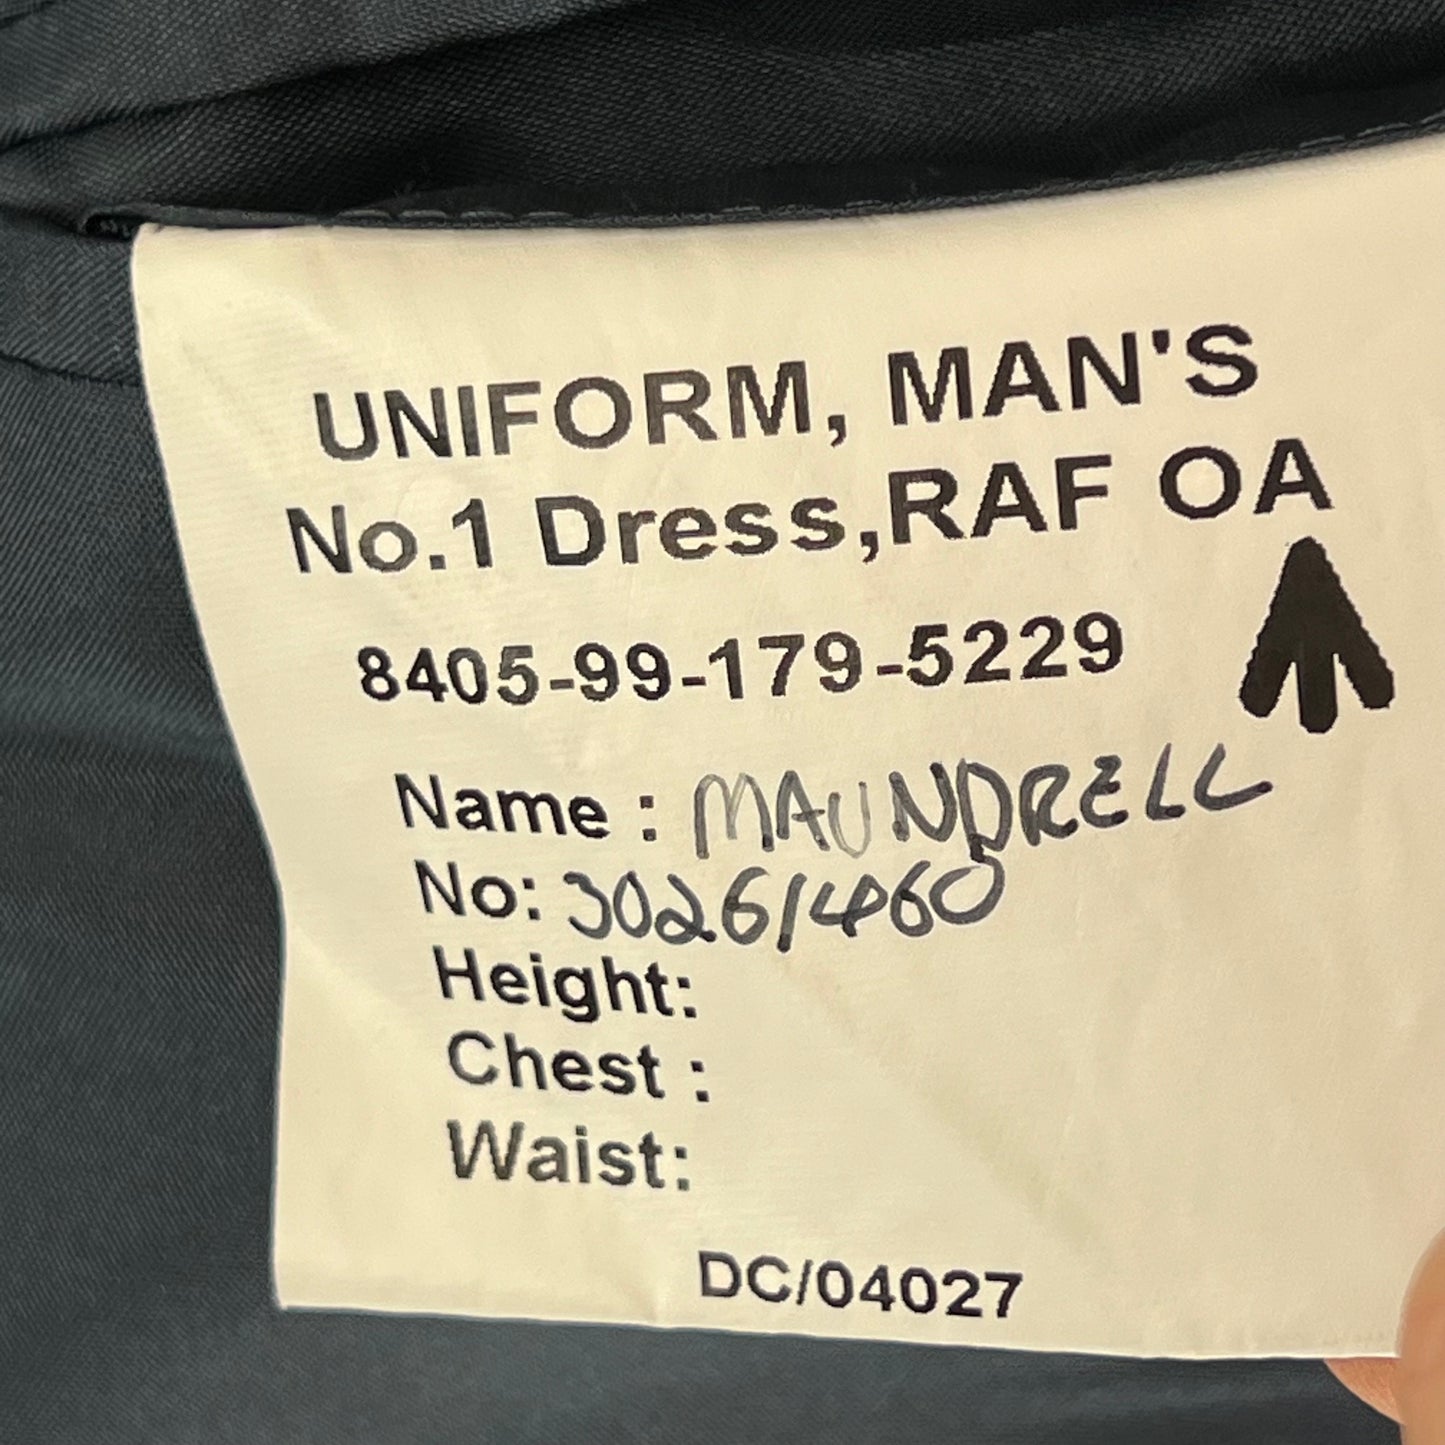 UNIFORM, MAN'S
No.1 Dress,RAF OA
8405-99-179-5229
Name : MAUNDRELL
No: 30261460
Height:
Chest :
Waist:
DC/04027